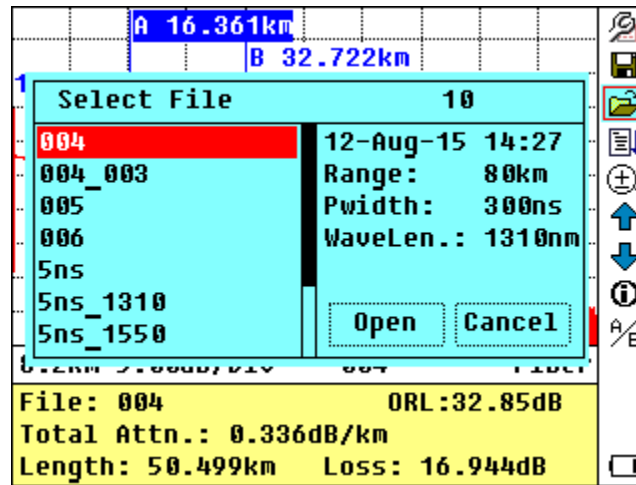 A 16.361km
B 32.722km
1
Select File 10
004
004_003
005
006
5ns
5ns_1310
5ns_1550
12-Aug-15 14:27
Range: 80km
Pwidth: 300ns
WaveLen.: 1310nm
Open Cancel
A/B
004
File: 004 ORL:32.85dB
Total Attn.: 0.336dB/km
Length: 50.499km Loss: 16.944dB